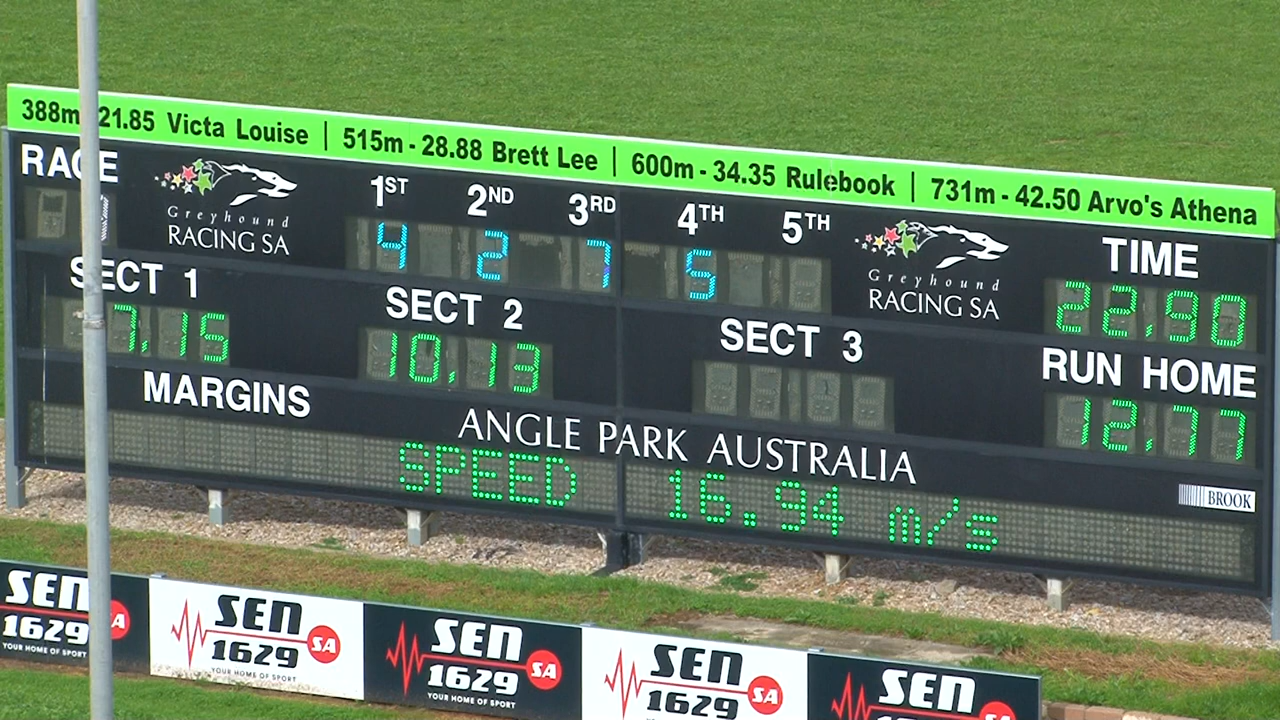 388m 21.85 Victa Louise | 515m - 28.88 Brett Lee | 600m - 34.35 Rulebook | 731m - 42.50 Arvo's Athena
RACE
Greyhound
RACING SA
1ST 2ND 3RD 4TH 5TH
4 2 7 5
Greyhound
RACING SA
TIME
22.90
SECT 1
7.15
SECT 2
10.13
SECT 3
RUN HOME
12.77
MARGINS
ANGLE PARK AUSTRALIA
SPEED 16.94 m/s
BROOK
SEN
1629
SA
YOUR HOME OF SPORT
SEN
1629
SA
YOUR HOME OF SPORT
SEN
1629
SA
YOUR HOME OF SPORT
SEN
1629
SA
SEN
1629
SA